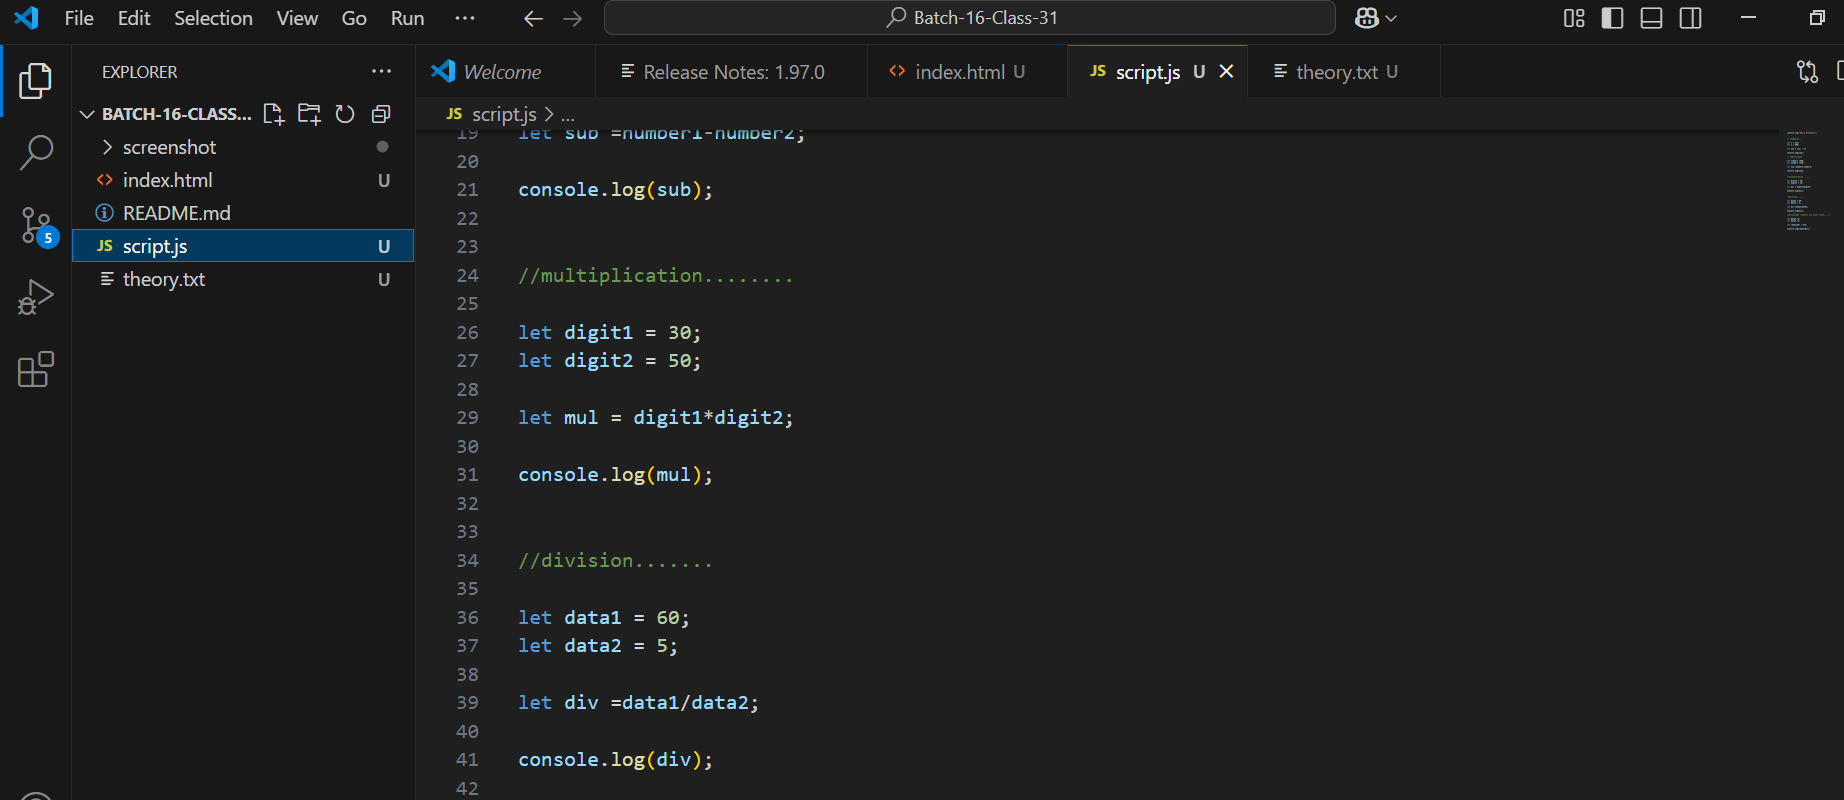 File Edit Selection View Go Run ··· Batch-16-Class-31
EXPLORER ···
Welcome Release Notes: 1.97.0 index.html U JS script.js U theory.txt U
BATCH-16-CLASS...
JS script.js > ...
screenshot
index.html U
README.md
JS script.js U
theory.txt U
5
19 let sub =number1-number2;
20
21 console.log(sub);
22
23
24 //multiplication........
25
26 let digit1 = 30;
27 let digit2 = 50;
28
29 let mul = digit1*digit2;
30
31 console.log(mul);
32
33
34 //division.......
35
36 let data1 = 60;
37 let data2 = 5;
38
39 let div =data1/data2;
40
41 console.log(div);
42